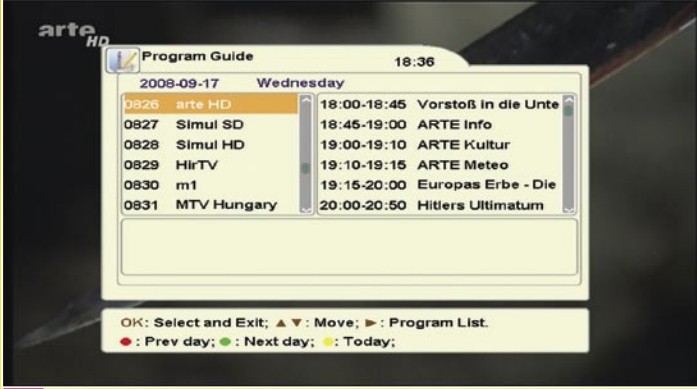 arte HD
Program Guide 18:36
2008-09-17 Wednesday
0826 arte HD 18:00-18:45 Vorstoß in die Unte
0827 Simul SD 18:45-19:00 ARTE Info
0828 Simul HD 19:00-19:10 ARTE Kultur
0829 HirTV 19:10-19:15 ARTE Meteo
0830 m1 19:15-20:00 Europas Erbe - Die
0831 MTV Hungary 20:00-20:50 Hitlers Ultimatum
OK: Select and Exit; ▲ ▼: Move; ►: Program List.
● : Prev day; ● : Next day; ● : Today;